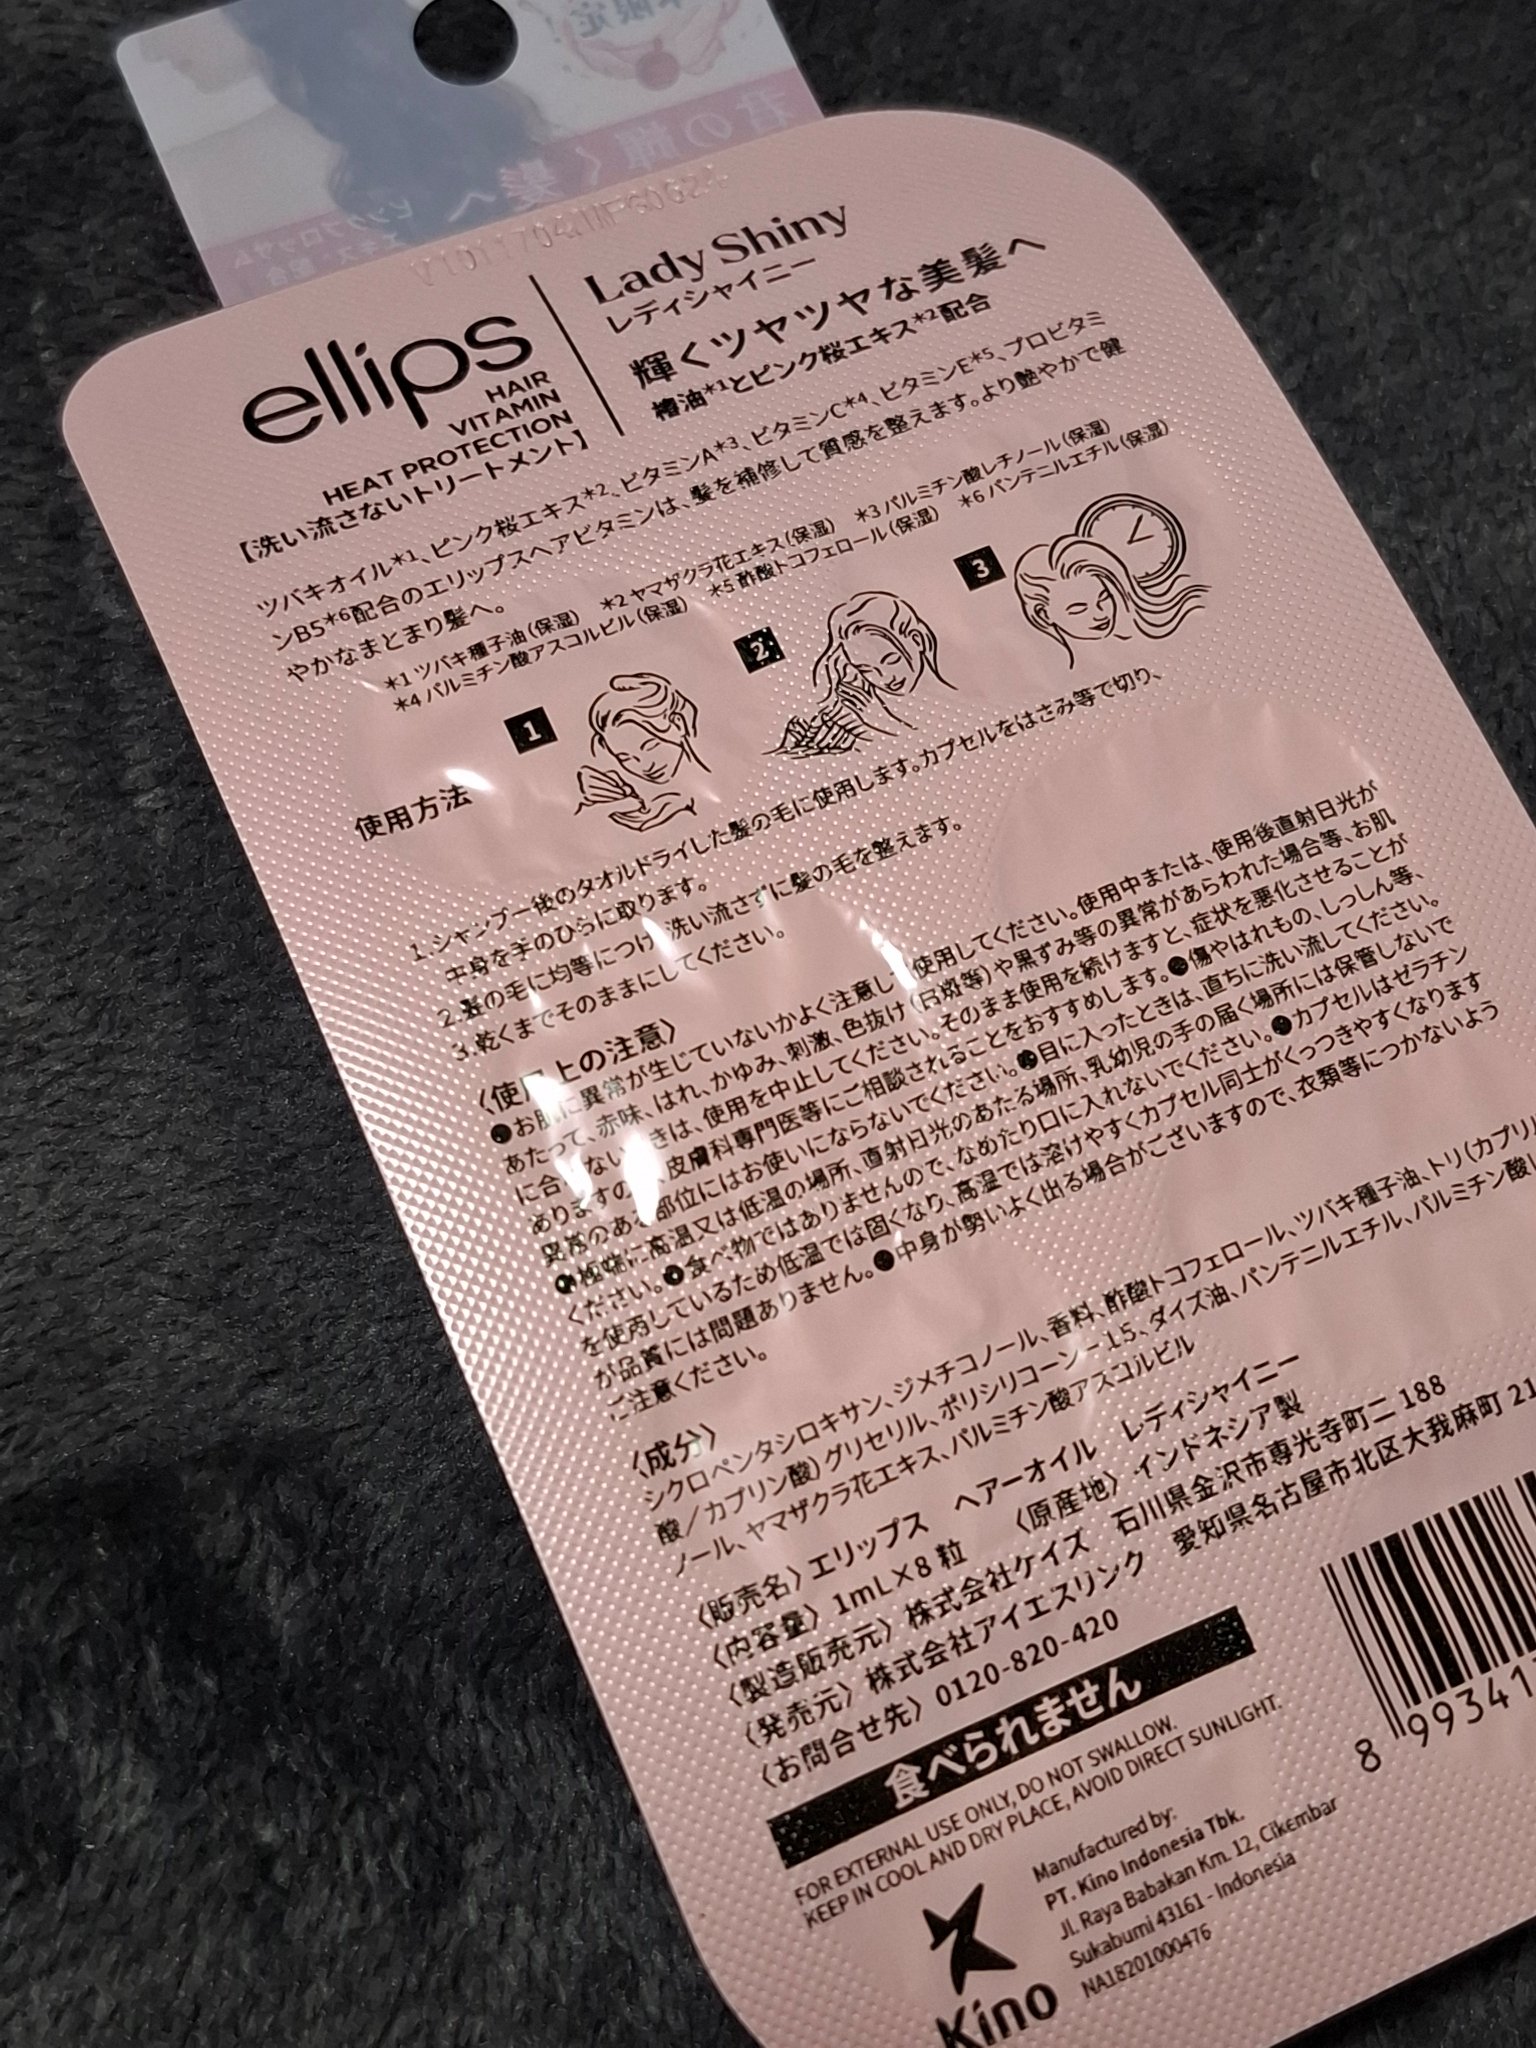 君の輝く髪へ
ellips
HAIR
VITAMIN
HEAT PROTECTION
【洗い流さないトリートメント】
Lady Shiny
レディシャイニー
輝くツヤツヤな美髪へ
椿油*1とピンク桜エキス*2配合
ツバキオイル*1、ピンク桜エキス*2、ビタミンA*3、ビタミンC*4、ビタミンE*5、プロビタミ
ンB5*6配合のエリップスヘアビタミンは、髪を補修して質感を整えます。より艶やかで健
やかなまとまり髪へ。
*1 ツバキ種子油(保湿) *2 ヤマザクラ花エキス(保湿) *3 パルミチン酸レチノール(保湿)
*4 パルミチン酸アスコルビル(保湿) *5 酢酸トコフェロール(保湿) *6 パンテニルエチル(保湿)
使用方法
1
2
3
1.シャンプー後のタオルドライした髪の毛に使用します。カプセルをはさみ等で切り、
中身を手のひらに取ります。
2.髪の毛に均等につけ、洗い流さずに髪の毛を整えます。
3.乾くまでそのままにしてください。
〈使用上の注意〉
●お肌に異常が生じていないかよく注意して使用してください。使用中または、使用後直射日光が
あたって、赤味、はれ、かゆみ、刺激、色抜け(白斑等)や黒ずみ等の異常があらわれた場合等、お肌
に合わないときは、使用を中止してください。そのまま使用を続けますと、症状を悪化させることが
ありますので、皮膚科専門医等にご相談されることをおすすめします。●傷やはれもの、しっしん等、
異常のある部位にはお使いにならないでください。●目に入ったときは、直ちに洗い流してください。
●極端に高温又は低温の場所、直射日光のあたる場所、乳幼児の手の届く場所には保管しないで
ください。●食べ物ではありませんので、なめたり口に入れないでください。●カプセルはゼラチン
を使用しているため低温では固くなり、高温では溶けやすくカプセル同士がくっつきやすくなります
が品質には問題ありません。●中身が勢いよく出る場合がございますので、衣類等につかないよう
ご注意ください。
〈成分〉
シクロペンタシロキサン、ジメチコノール、香料、酢酸トコフェロール、ツバキ種子油、トリ(カプリル
酸/カプリン酸)グリセリル、ポリシリコーン-15、ダイズ油、パンテニルエチル、パルミチン酸レ
ノール、ヤマザクラ花エキス、パルミチン酸アスコルビル
〈販売名〉エリップス ヘアーオイル レディシャイニー
〈内容量〉1mL×8粒 〈原産地〉インドネシア製
〈製造販売元〉株式会社ケイズ 石川県金沢市専光寺町ニ188
〈発売元〉株式会社アイエスリンク 愛知県名古屋市北区大我麻町21
〈お問合せ先〉0120-820-420
食べられません
FOR EXTERNAL USE ONLY, DO NOT SWALLOW.
KEEP IN COOL AND DRY PLACE, AVOID DIRECT SUNLIGHT.
Kino
Manufactured by:
PT. Kino Indonesia Tbk.
Jl. Raya Babakan Km. 12, Cikembar
Sukabumi 43161 - Indonesia
NA18201000476
8 99341